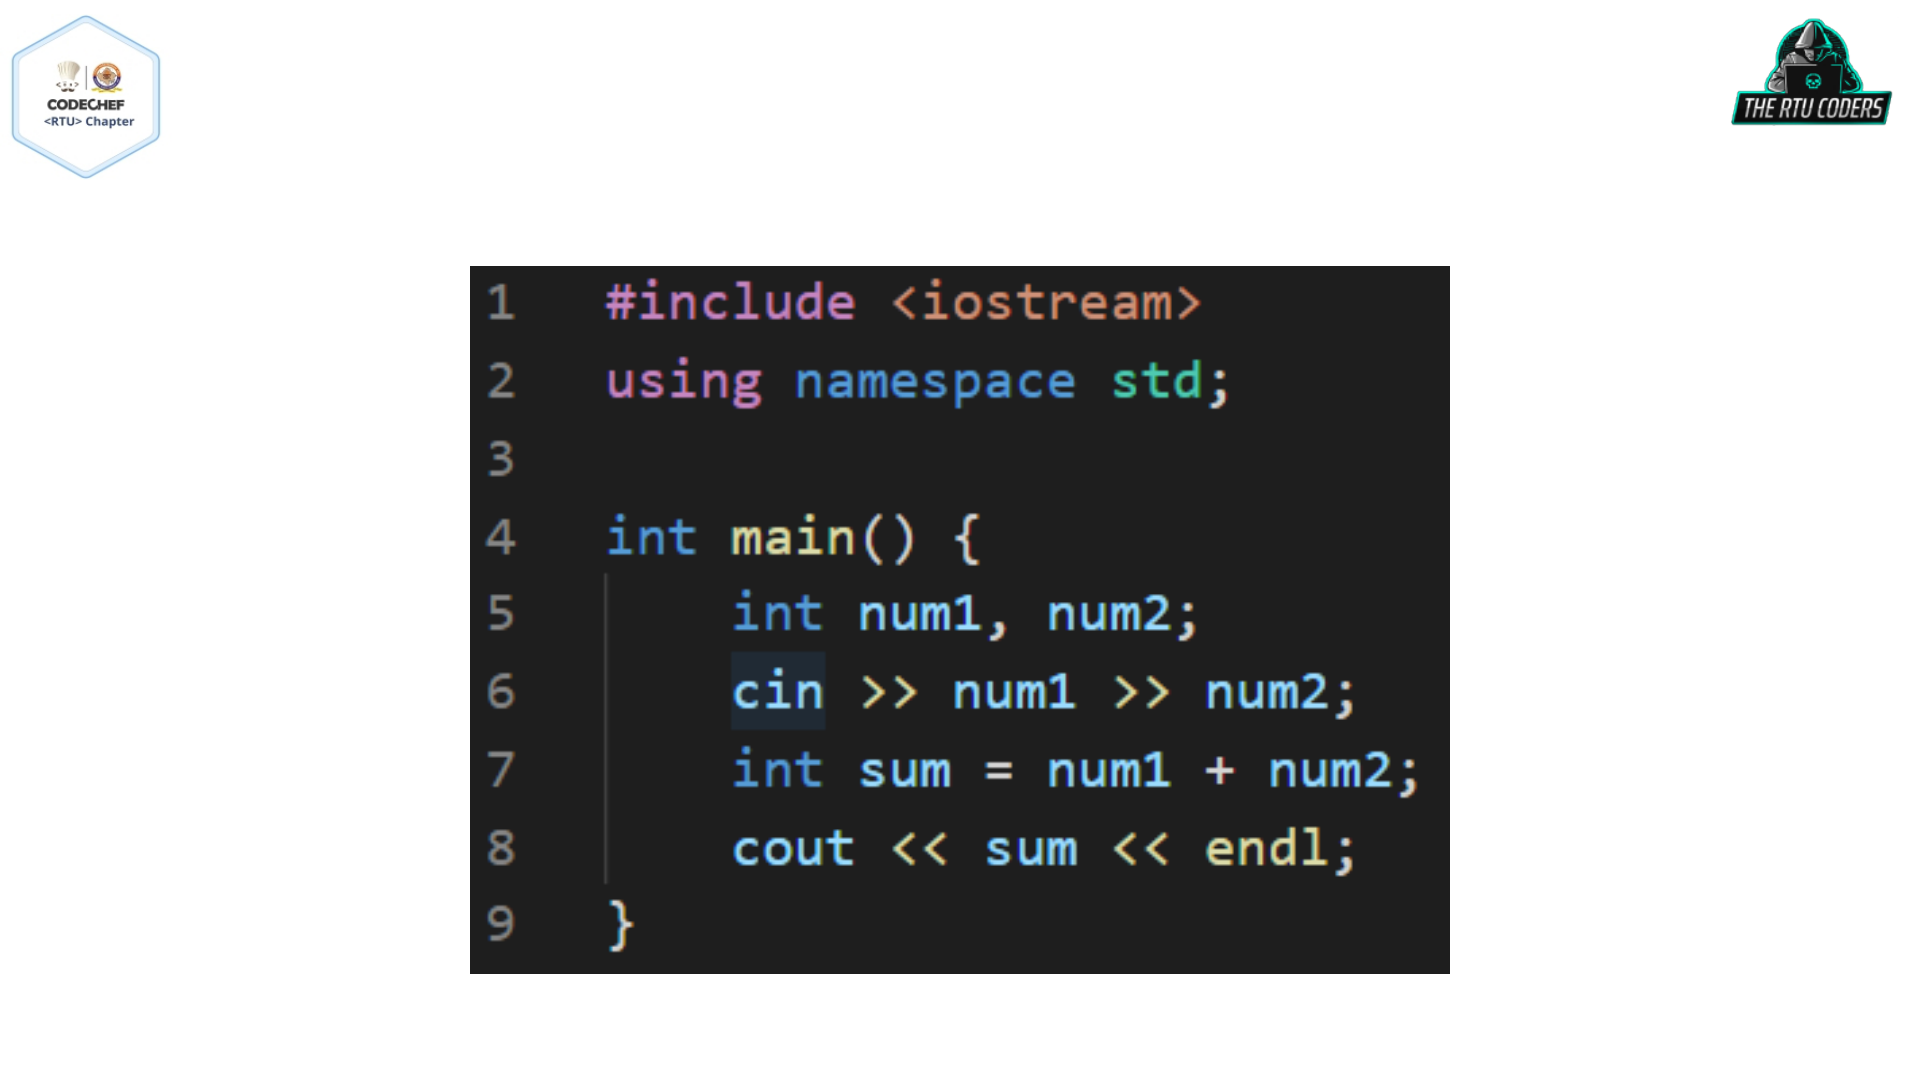 CODECHEF
<RTU> Chapter
THE RTU CODERS
1 #include <iostream>
2 using namespace std;
3
4 int main() {
5     int num1, num2;
6     cin >> num1 >> num2;
7     int sum = num1 + num2;
8     cout << sum << endl;
9 }